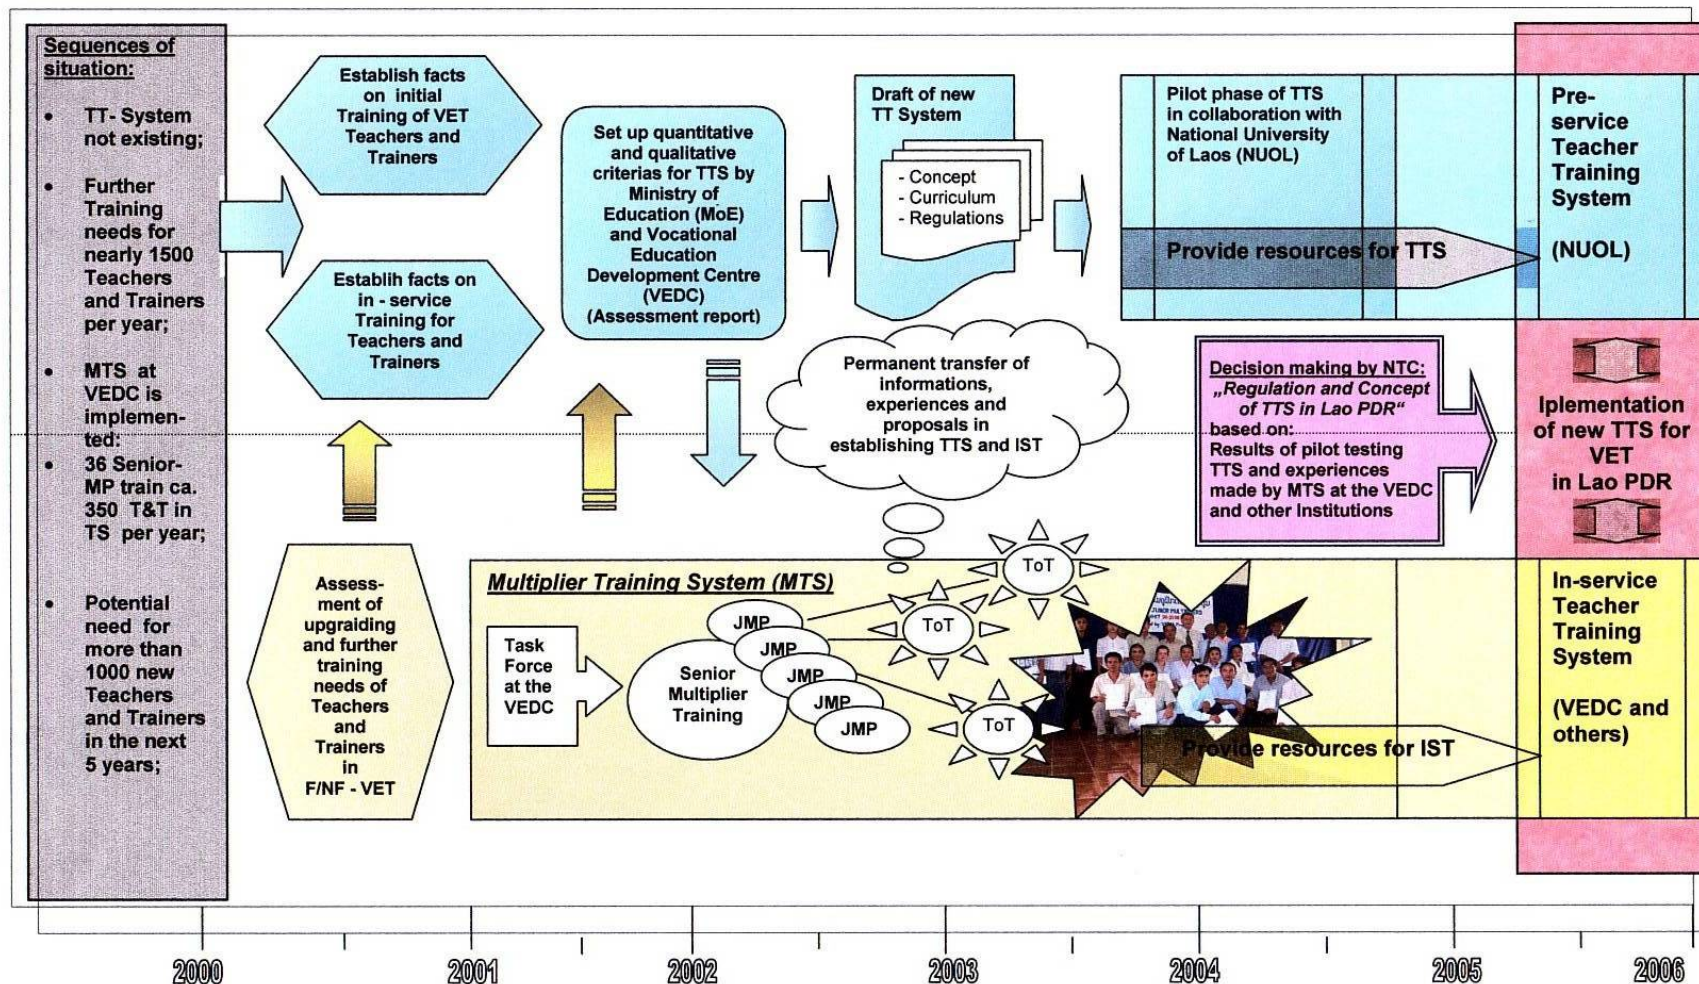 Sequences of
situation:
• TT- System
not existing;
• Further
Training
needs for
nearly 1500
Teachers
and Trainers
per year;
• MTS at
VEDC is
implemen-
ted:
• 36 Senior-
MP train ca.
350 T&T in
TS per year;
• Potential
need for
more than
1000 new
Teachers
and Trainers
in the next
5 years;
Establish facts
on initial
Training of VET
Teachers and
Trainers
Establih facts on
in - service
Training for
Teachers and
Trainers
Assess-
ment of
upgraiding
and further
training
needs of
Teachers
and
Trainers
in
F/NF - VET
Set up quantitative
and qualitative
criterias for TTS by
Ministry of
Education (MoE)
and Vocational
Education
Development Centre
(VEDC)
(Assessment report)
Draft of new
TT System
- Concept
- Curriculum
- Regulations
Pilot phase of TTS
in collaboration with
National University
of Laos (NUOL)
Provide resources for TTS
Pre-
service
Teacher
Training
System
(NUOL)
Permanent transfer of
informations,
experiences and
proposals in
establishing TTS and IST
Decision making by NTC:
„Regulation and Concept
of TTS in Lao PDR“
based on:
Results of pilot testing
TTS and experiences
made by MTS at the VEDC
and other Institutions
Iplementation
of new TTS for
VET
in Lao PDR
Multiplier Training System (MTS)
Task
Force
at the
VEDC
Senior
Multiplier
Training
JMP
JMP
JMP
JMP
JMP
ToT
ToT
ToT
Provide resources for IST
In-service
Teacher
Training
System
(VEDC and
others)
2000
2001
2002
2003
2004
2005
2006